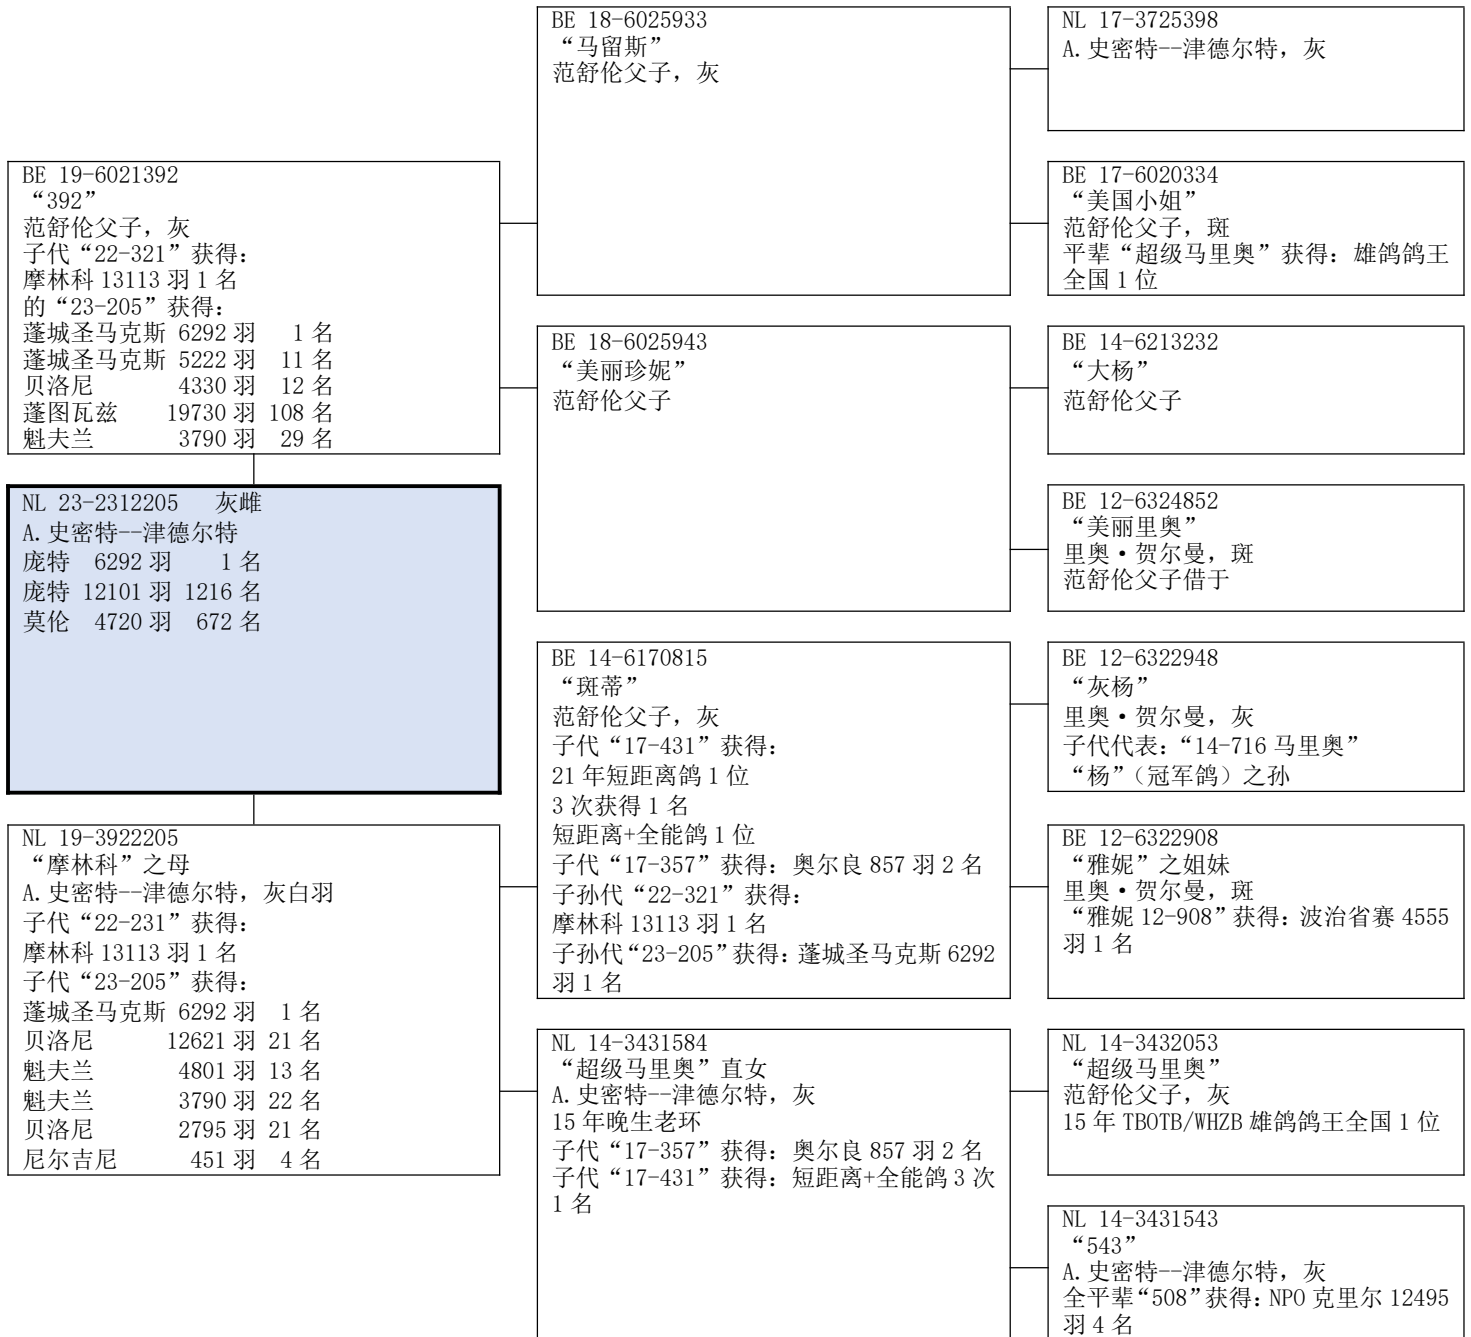 BE 19-6021392
“392”
范舒伦父子，灰
子代“22-321”获得：
摩林科 13113 羽 1 名
的“23-205”获得：
蓬城圣马克斯 6292 羽 1 名
蓬城圣马克斯 5222 羽 11 名
贝洛尼 4330 羽 12 名
蓬图瓦兹 19730 羽 108 名
魁夫兰 3790 羽 29 名
NL 23-2312205 灰雌
A.史密特--津德尔特
庞特 6292 羽 1 名
庞特 12101 羽 1216 名
莫伦 4720 羽 672 名
NL 19-3922205
“摩林科”之母
A.史密特--津德尔特，灰白羽
子代“22-231”获得：
摩林科 13113 羽 1 名
子代“23-205”获得：
蓬城圣马克斯 6292 羽 1 名
贝洛尼 12621 羽 21 名
魁夫兰 4801 羽 13 名
魁夫兰 3790 羽 22 名
贝洛尼 2795 羽 21 名
尼尔吉尼 451 羽 4 名
BE 18-6025933
“马留斯”
范舒伦父子，灰
BE 18-6025943
“美丽珍妮”
范舒伦父子
BE 14-6170815
“斑蒂”
范舒伦父子，灰
子代“17-431”获得：
21 年短距离鸽 1 位
3 次获得 1 名
短距离+全能鸽 1 位
子代“17-357”获得：奥尔良 857 羽 2 名
子孙代“22-321”获得：
摩林科 13113 羽 1 名
子孙代“23-205”获得：蓬城圣马克斯 6292
羽 1 名
NL 14-3431584
“超级马里奥”直女
A.史密特--津德尔特，灰
15 年晚生老环
子代“17-357”获得：奥尔良 857 羽 2 名
子代“17-431”获得：短距离+全能鸽 3 次
1 名
NL 17-3725398
A.史密特--津德尔特，灰
BE 17-6020334
“美国小姐”
范舒伦父子，斑
平辈“超级马里奥”获得：雄鸽鸽王
全国 1 位
BE 14-6213232
“大杨”
范舒伦父子
BE 12-6324852
“美丽里奥”
里奥•贺尔曼，斑
范舒伦父子借于
BE 12-6322948
“灰杨”
里奥•贺尔曼，灰
子代代表：“14-716 马里奥”
“杨”（冠军鸽）之孙
BE 12-6322908
“雅妮”之姐妹
里奥•贺尔曼，斑
“雅妮 12-908”获得：波治省赛 4555
羽 1 名
NL 14-3432053
“超级马里奥”
范舒伦父子，灰
15 年 TBOTB/WHZB 雄鸽鸽王全国 1 位
NL 14-3431543
“543”
A.史密特--津德尔特，灰
全平辈“508”获得：NPO 克里尔 12495
羽 4 名